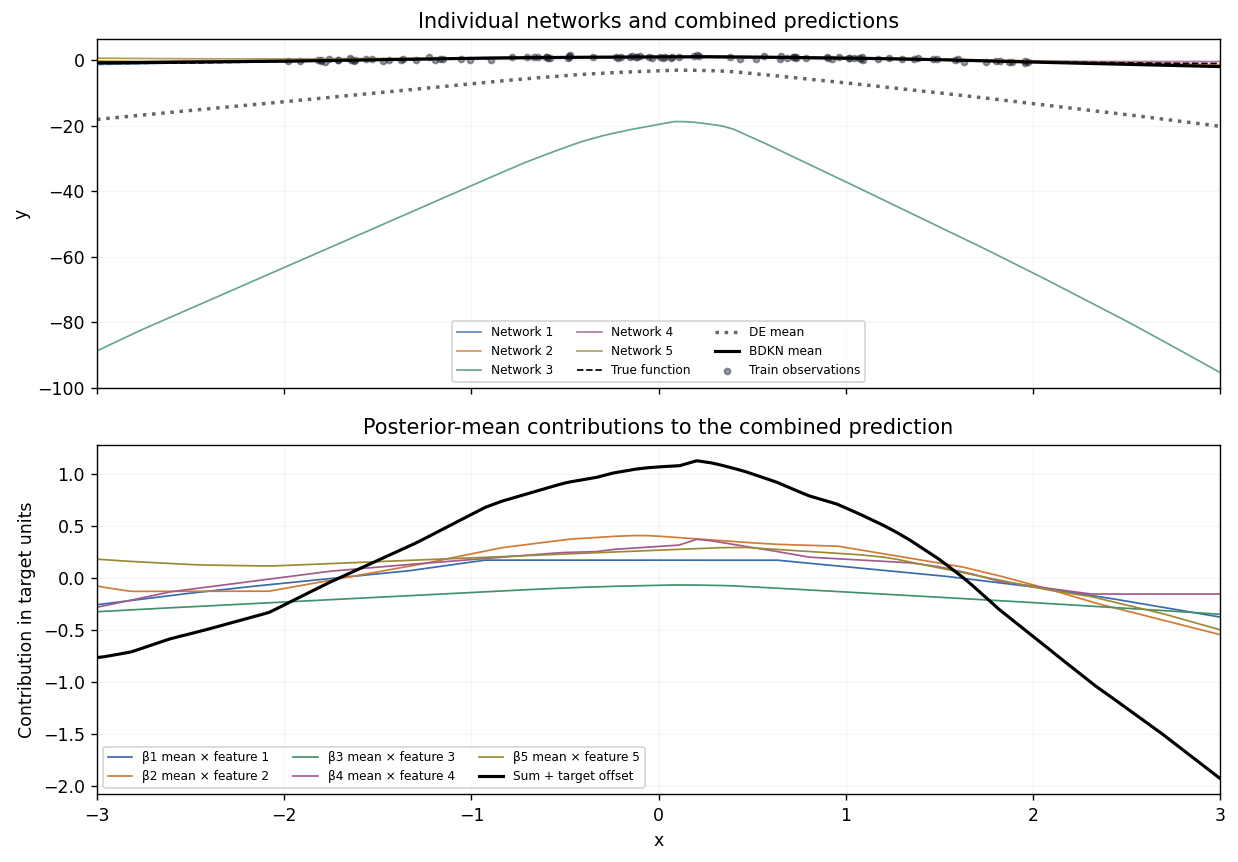 Individual networks and combined predictions
0
−20
−40
−60
−80
−100
y
Network 1
Network 2
Network 3
Network 4
Network 5
True function
DE mean
BDKN mean
Train observations
Posterior-mean contributions to the combined prediction
1.0
0.5
0.0
−0.5
−1.0
−1.5
−2.0
Contribution in target units
β1 mean × feature 1
β2 mean × feature 2
β3 mean × feature 3
β4 mean × feature 4
β5 mean × feature 5
Sum + target offset
−3
−2
−1
0
1
2
3
x